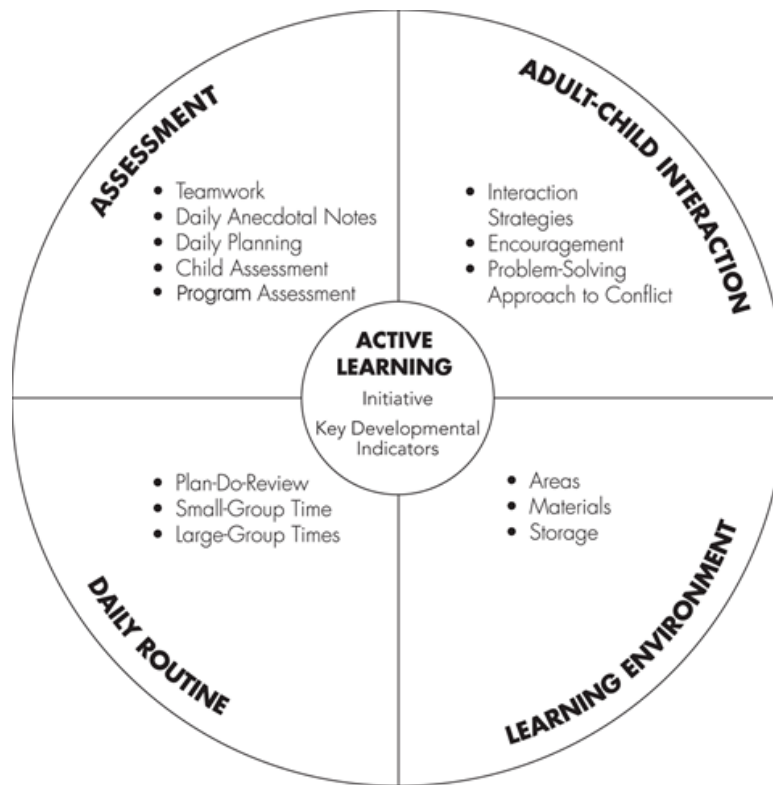 ASSESSMENT
• Teamwork
• Daily Anecdotal Notes
• Daily Planning
• Child Assessment
• Program Assessment
ADULT-CHILD INTERACTION
• Interaction
Strategies
• Encouragement
• Problem-Solving
Approach to Conflict
ACTIVE
LEARNING
Initiative
Key Developmental
Indicators
DAILY ROUTINE
• Plan-Do-Review
• Small-Group Time
• Large-Group Times
LEARNING ENVIRONMENT
• Areas
• Materials
• Storage